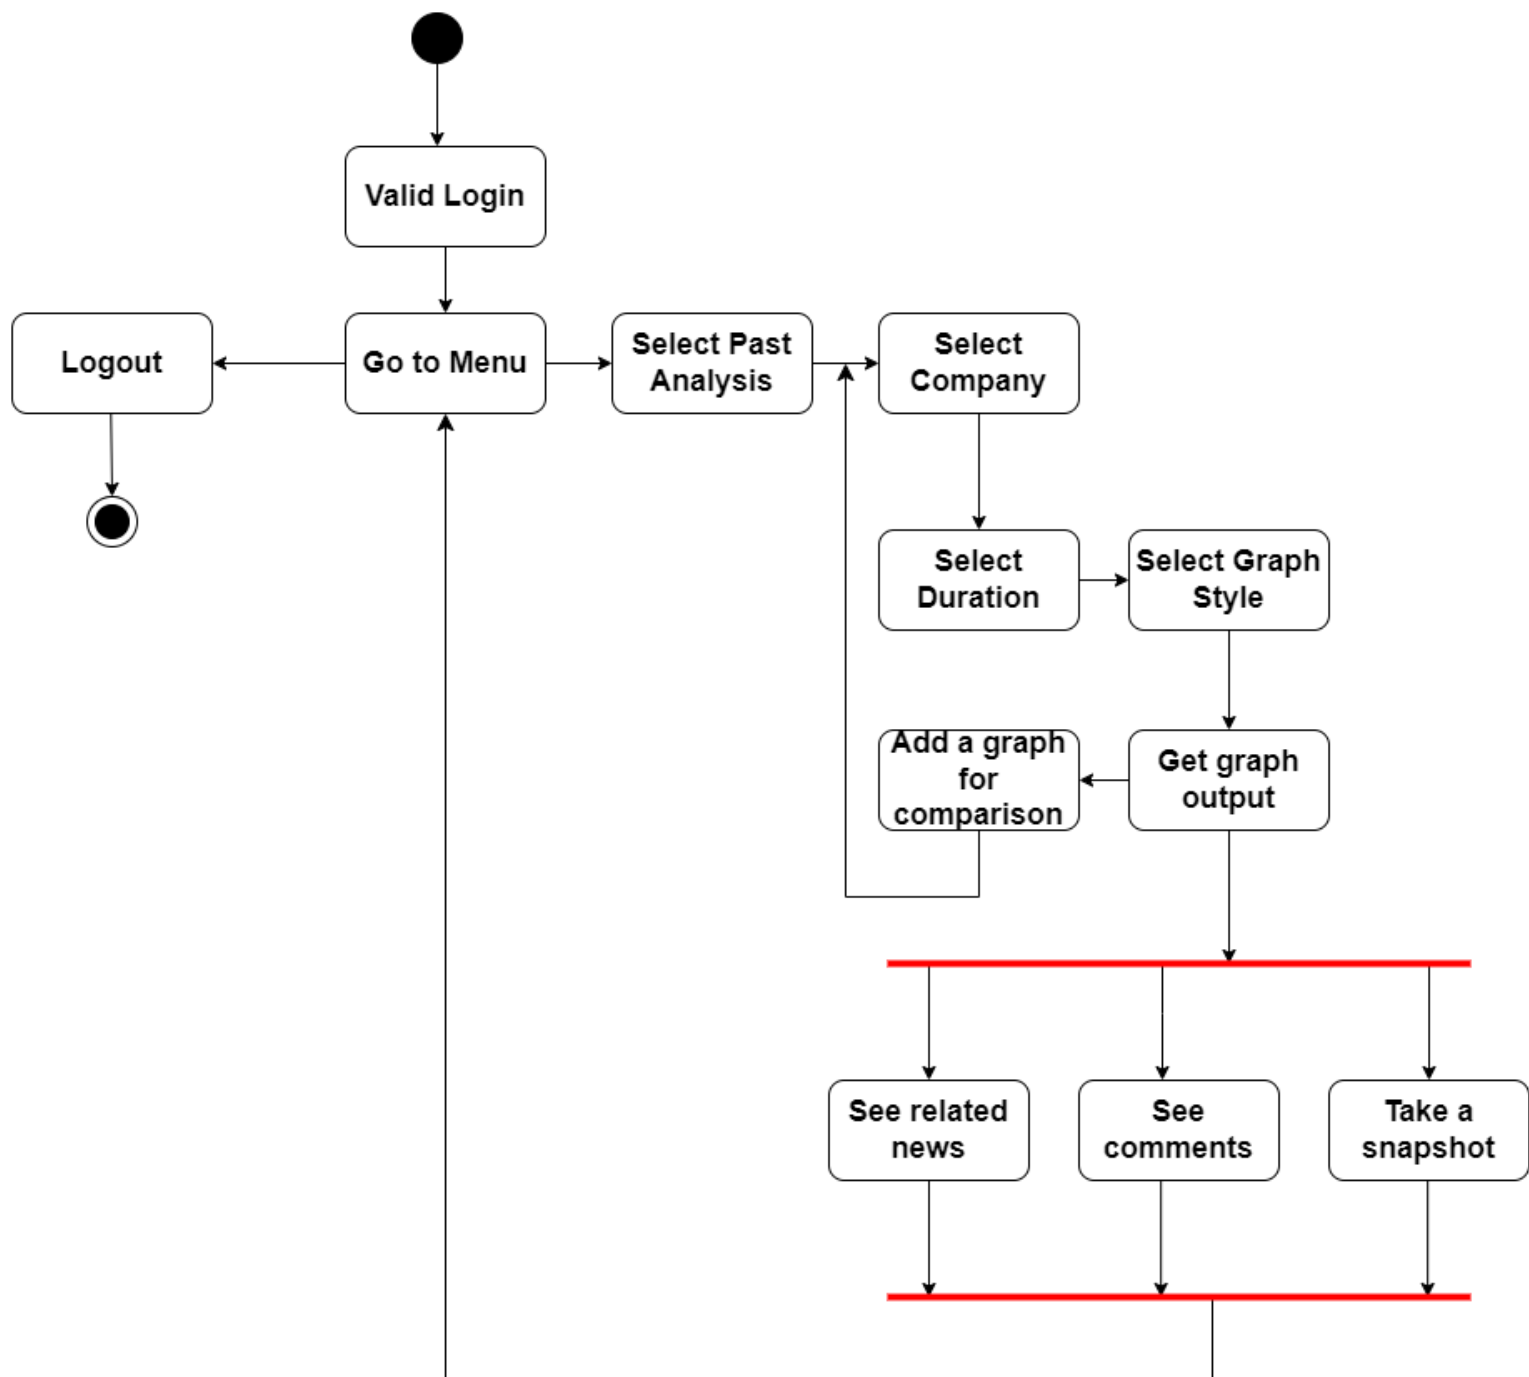 Valid Login
Logout
Go to Menu
Select Past
Analysis
Select
Company
Select
Duration
Select Graph
Style
Add a graph
for
comparison
Get graph
output
See related
news
See
comments
Take a
snapshot